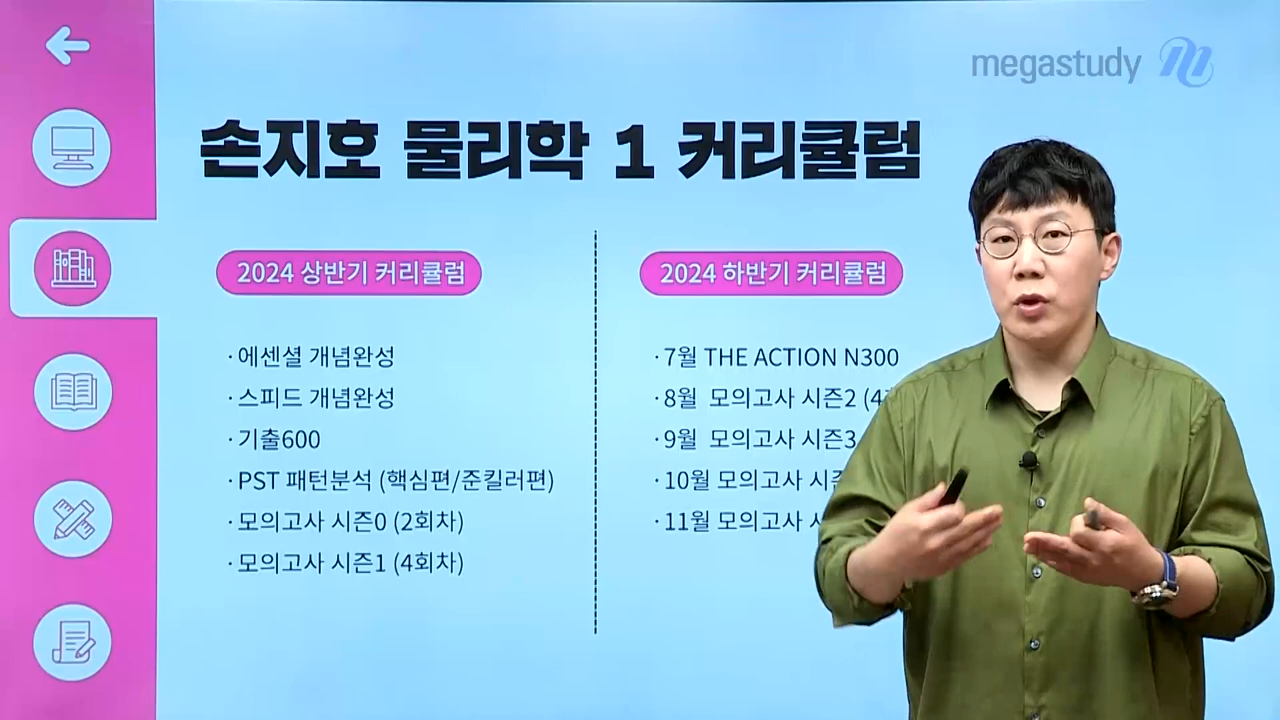 megastudy
손지호 물리학 1 커리큘럼
2024 상반기 커리큘럼
· 에센셜 개념완성
· 스피드 개념완성
· 기출600
· PST 패턴분석 (핵심편/준킬러편)
· 모의고사 시즌0 (2회차)
· 모의고사 시즌1 (4회차)
2024 하반기 커리큘럼
· 7월 THE ACTION N300
· 8월 모의고사 시즌2
· 9월 모의고사 시즌3
· 10월 모의고사
· 11월 모의고사